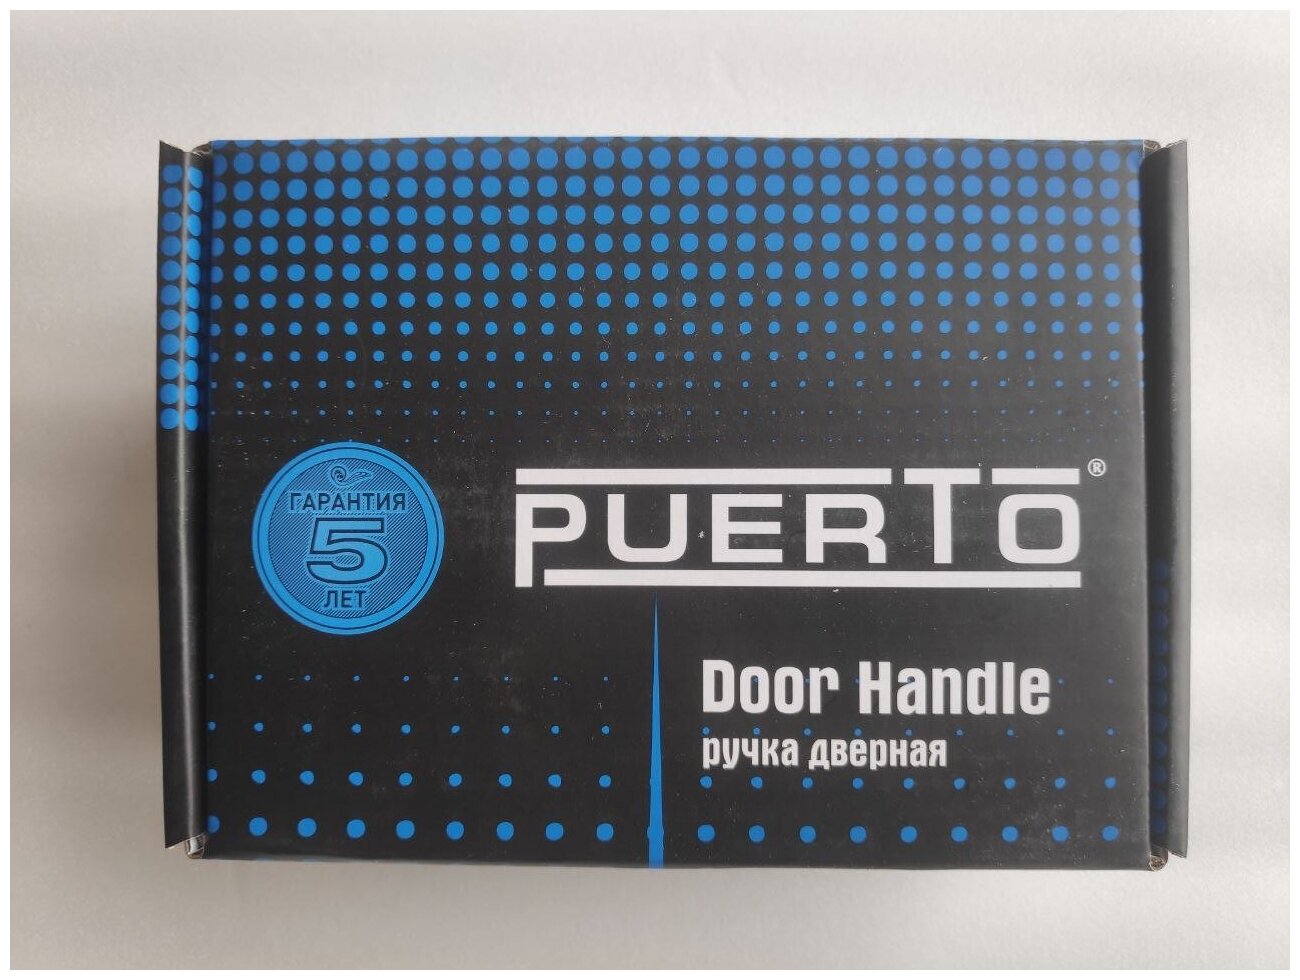 ГАРАНТИЯ
5
ЛЕТ
PUERTO®
Door Handle
ручка дверная